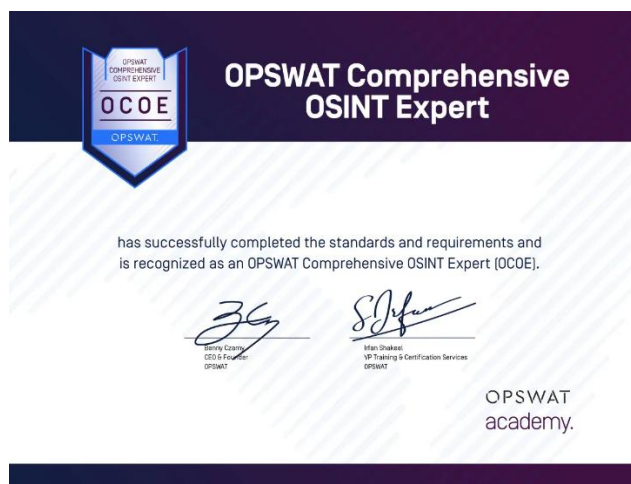 OPSWAT
COMPREHENSIVE
OSINT EXPERT
OCOE
OPSWAT.
OPSWAT Comprehensive
OSINT Expert
has successfully completed the standards and requirements and
is recognized as an OPSWAT Comprehensive OSINT Expert (OCOE).
Benny Czarny
CEO & Founder
OPSWAT
Irfan Shakeel
VP Training & Certification Services
OPSWAT
OPSWAT
academy.